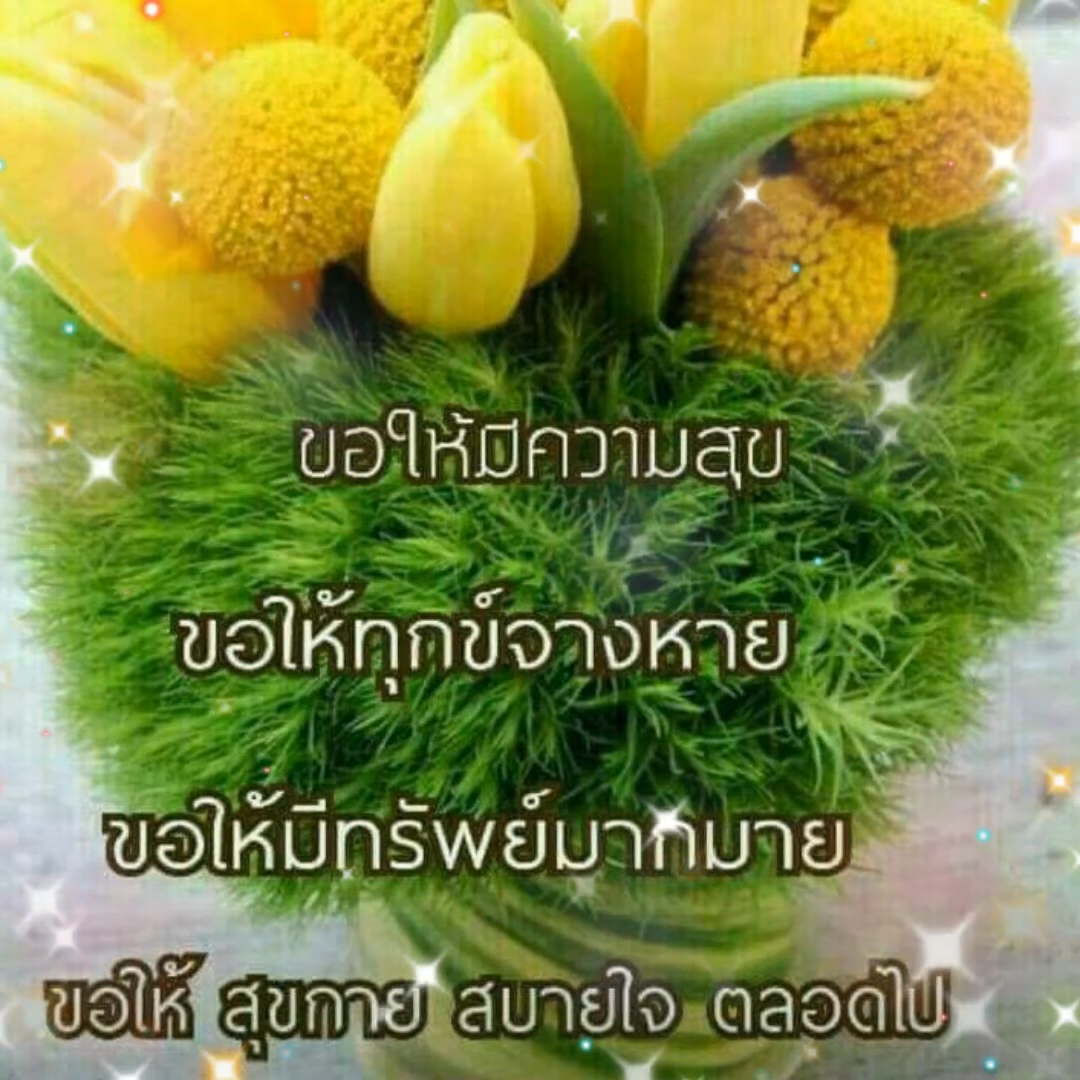 ขอให้มีความสุข
ขอให้ทุกข์จางหาย
ขอให้มีทรัพย์มากมาย
ขอให้ สุขกาย สบายใจ ตลอดไป